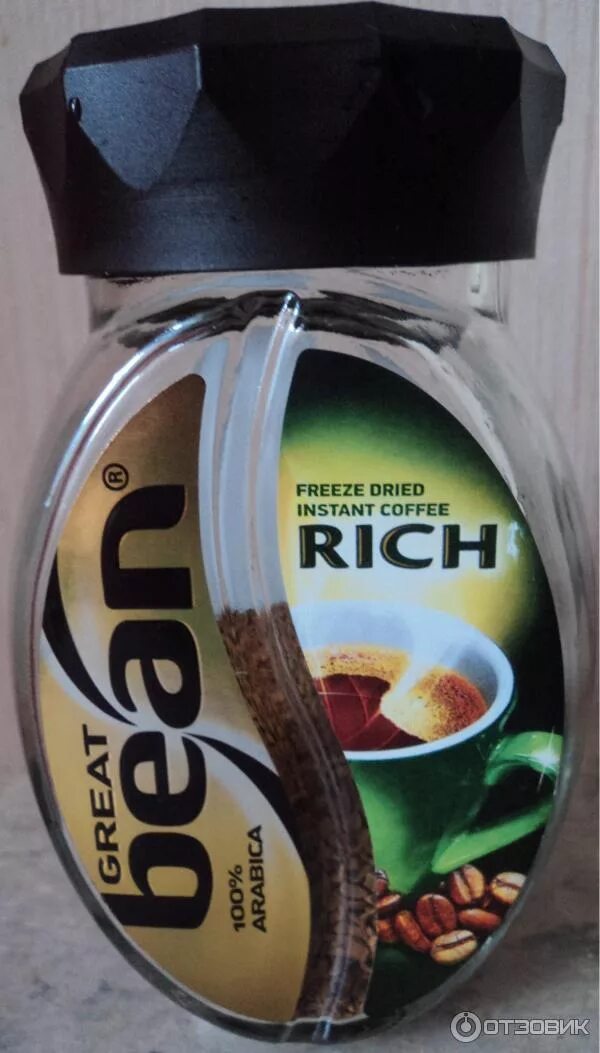 GREAT
bean®
100%
ARABICA
FREEZE DRIED
INSTANT COFFEE
RICH
ОТЗОВИК